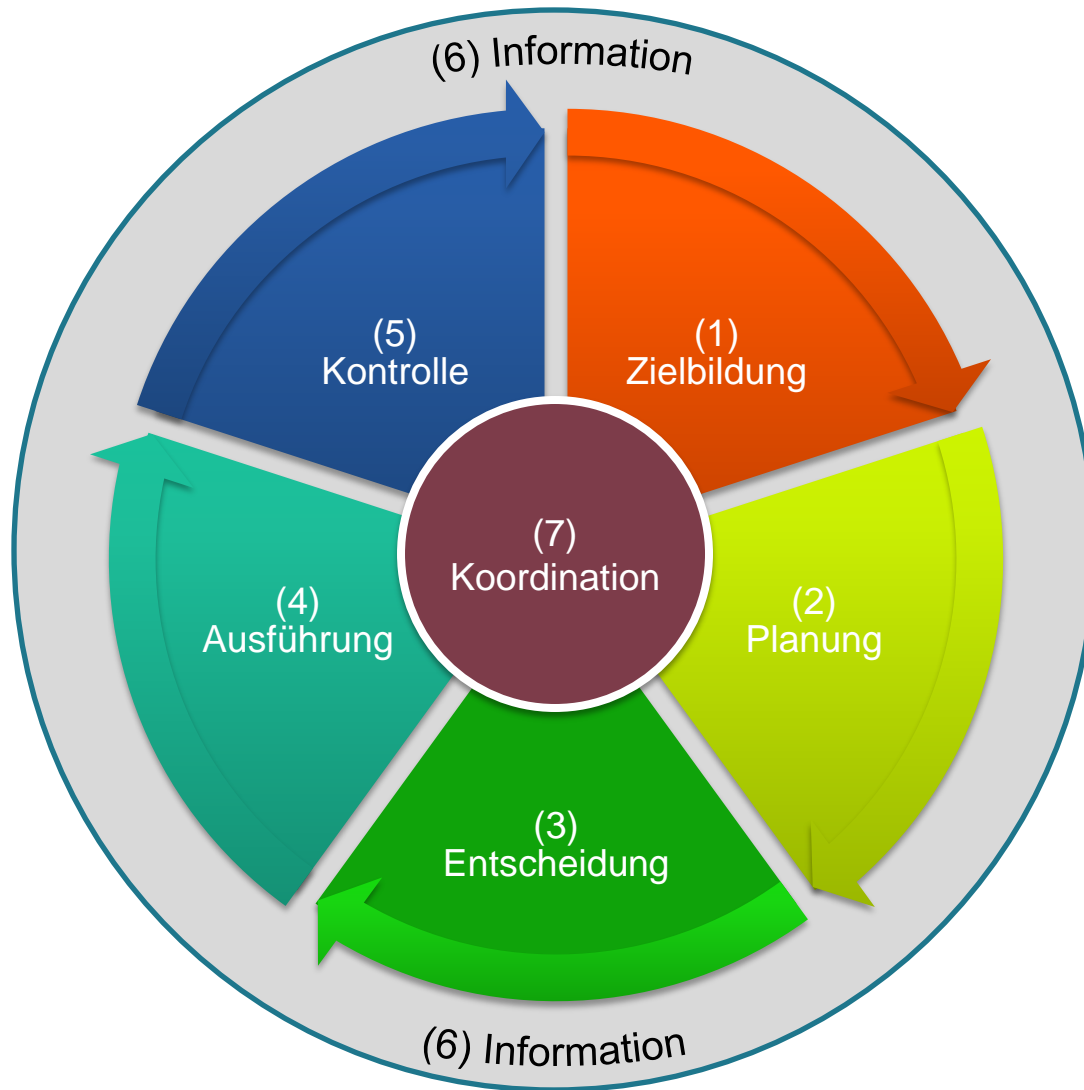 (6) Information
(5)
Kontrolle
(1)
Zielbildung
(7)
Koordination
(4)
Ausführung
(2)
Planung
(3)
Entscheidung
(6) Information